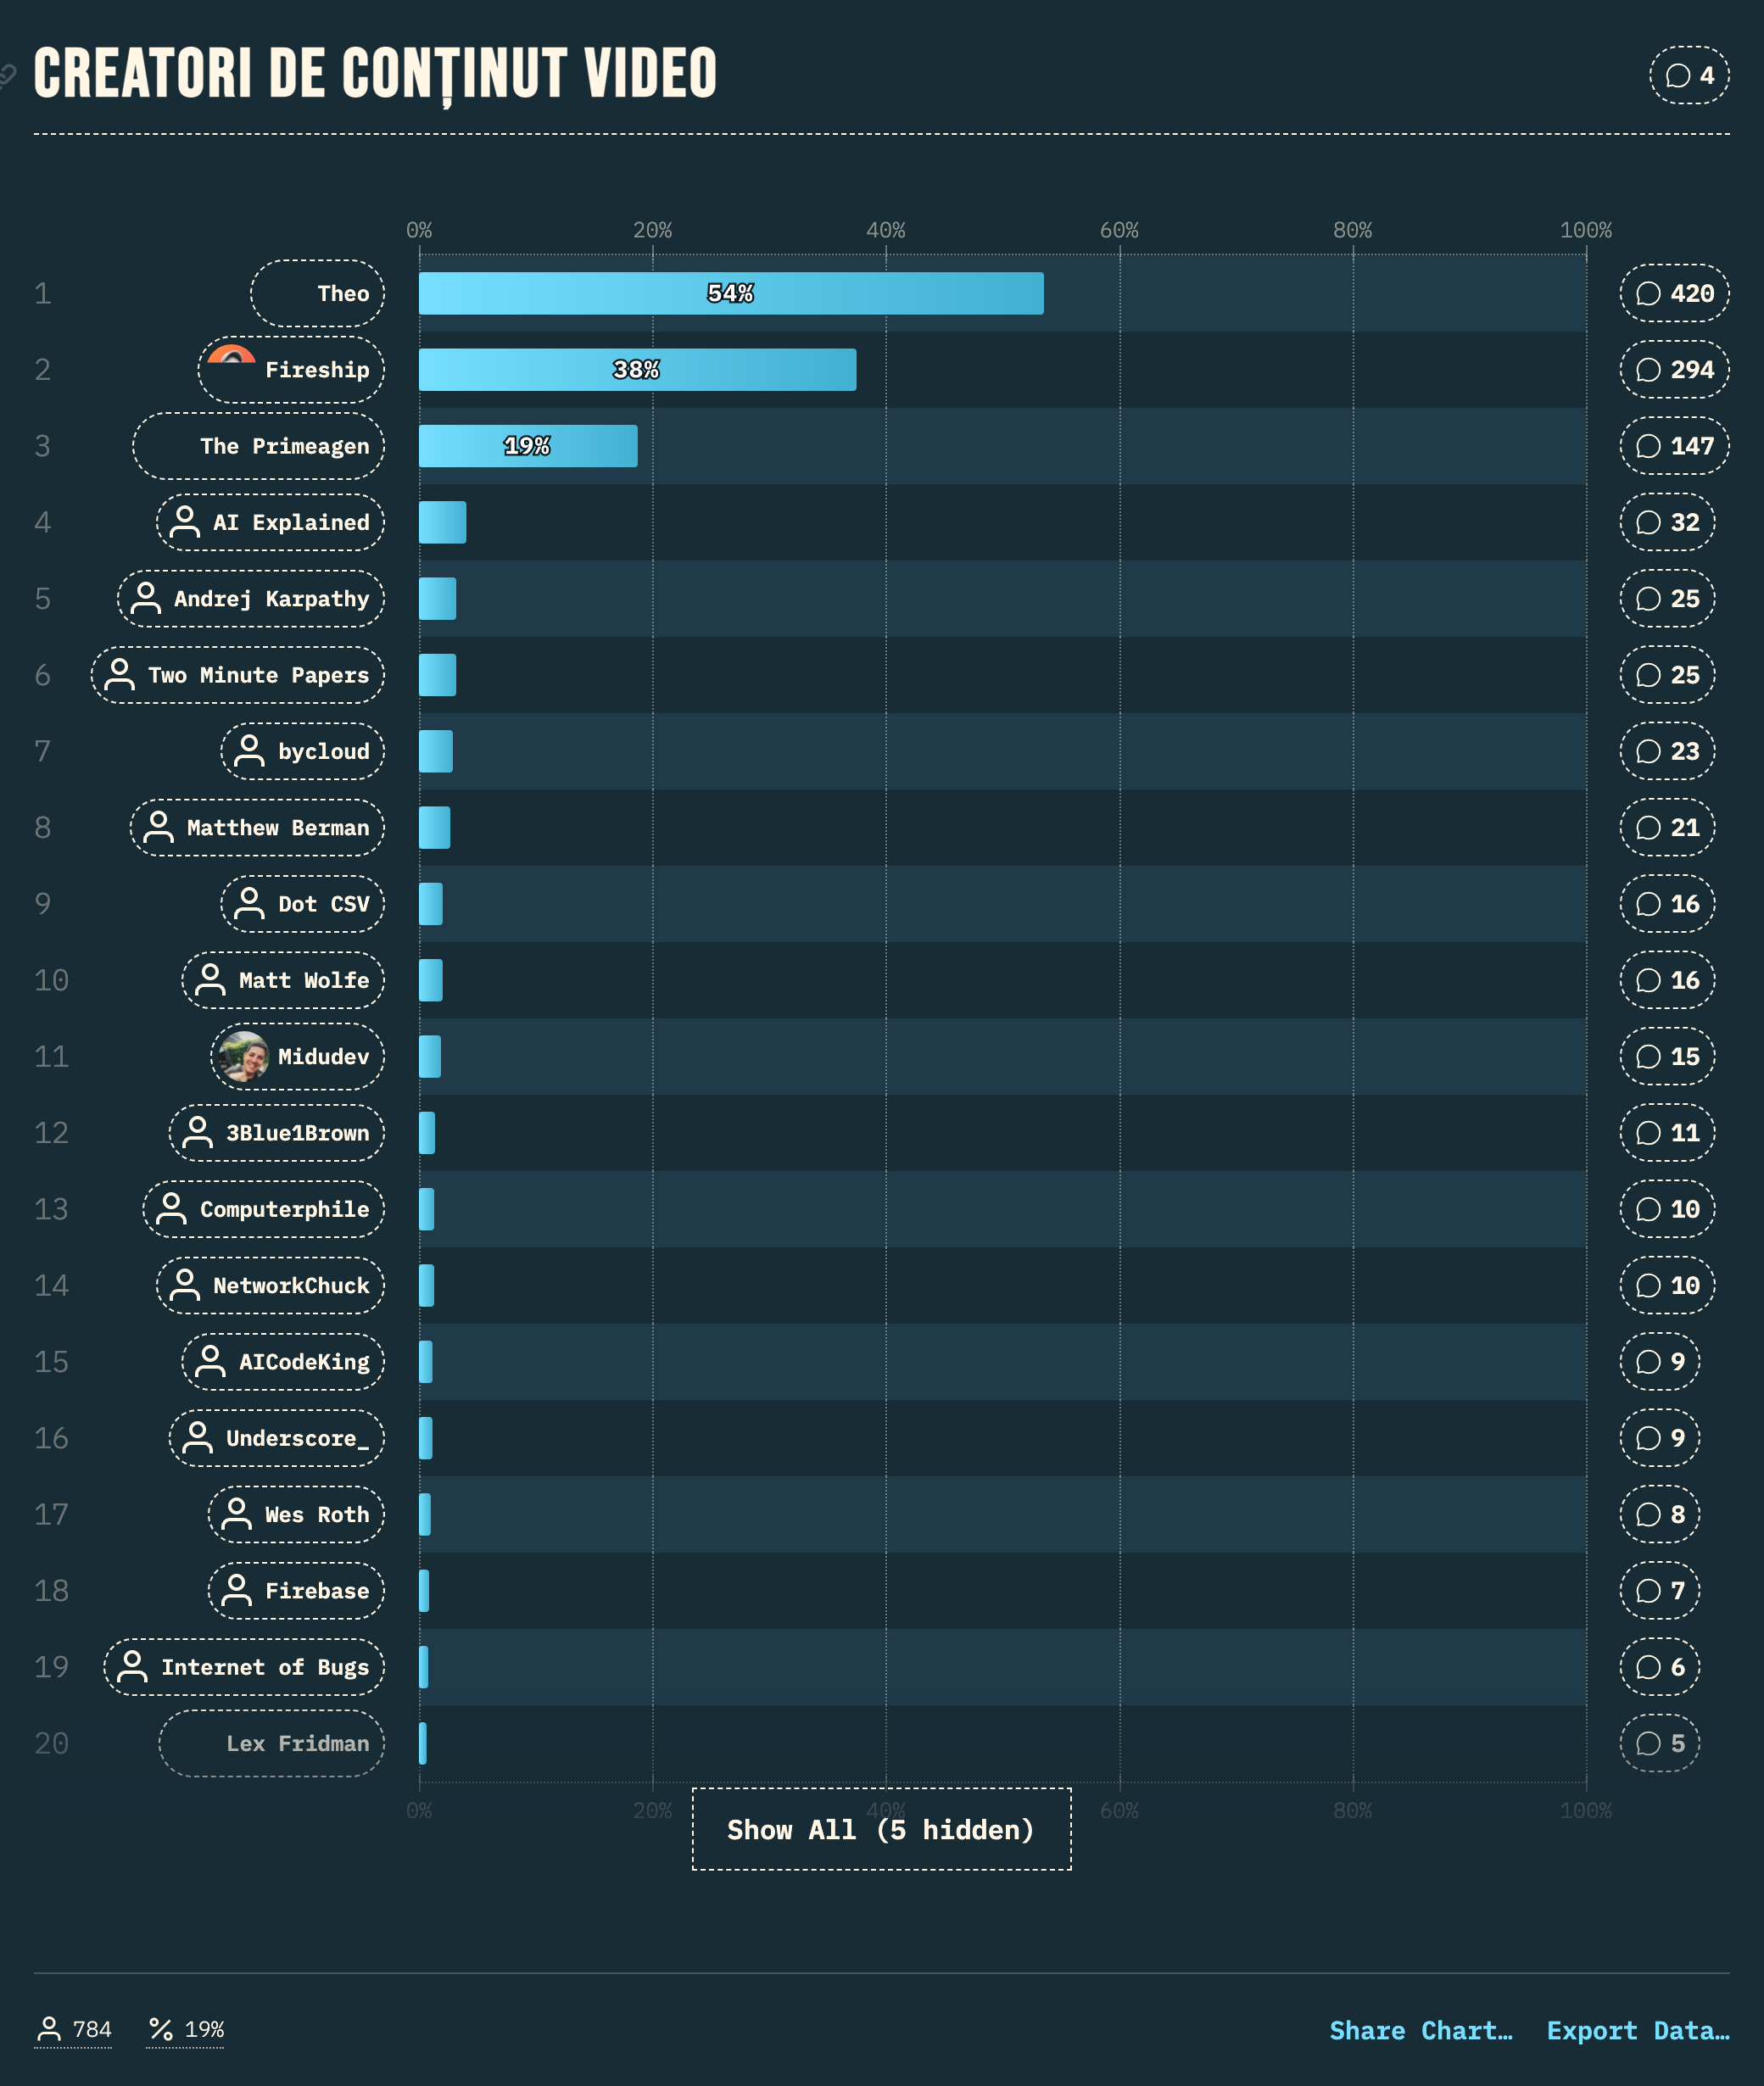 CREATORI DE CONȚINUT VIDEO
4
0% 20% 40% 60% 80% 100%
1 Theo 54% 420
2 Fireship 38% 294
3 The Primeagen 19% 147
4 AI Explained 32
5 Andrej Karpathy 25
6 Two Minute Papers 25
7 bycloud 23
8 Matthew Berman 21
9 Dot CSV 16
10 Matt Wolfe 16
11 Midudev 15
12 3Blue1Brown 11
13 Computerphile 10
14 NetworkChuck 10
15 AICodeKing 9
16 Underscore_ 9
17 Wes Roth 8
18 Firebase 7
19 Internet of Bugs 6
20 Lex Fridman 5
0% 20% 40% 60% 80% 100%
Show All (5 hidden)
784 19% Share Chart… Export Data…